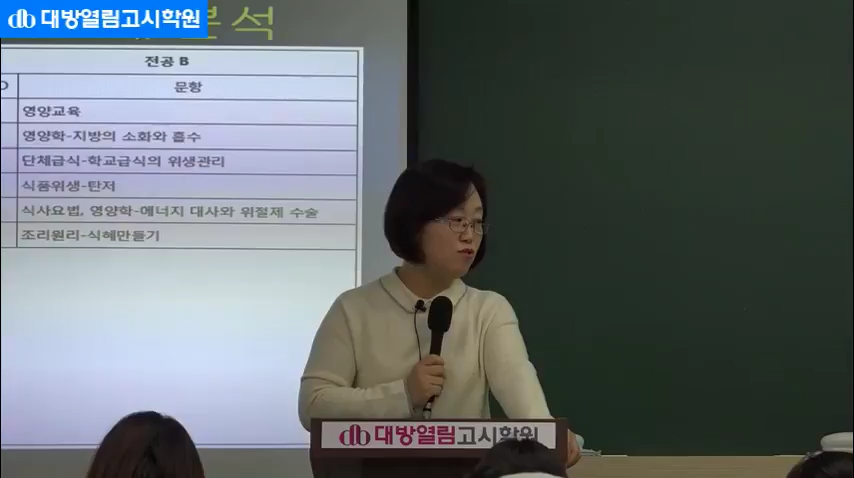 db 대방열림고시학원
분석
전공 B
문항
영양교육
영양학-지방의 소화와 흡수
단체급식-학교급식의 위생관리
식품위생-탄저
식사요법, 영양학-에너지 대사와 위절제 수술
조리원리-식혜만들기
db 대방열림고시학원